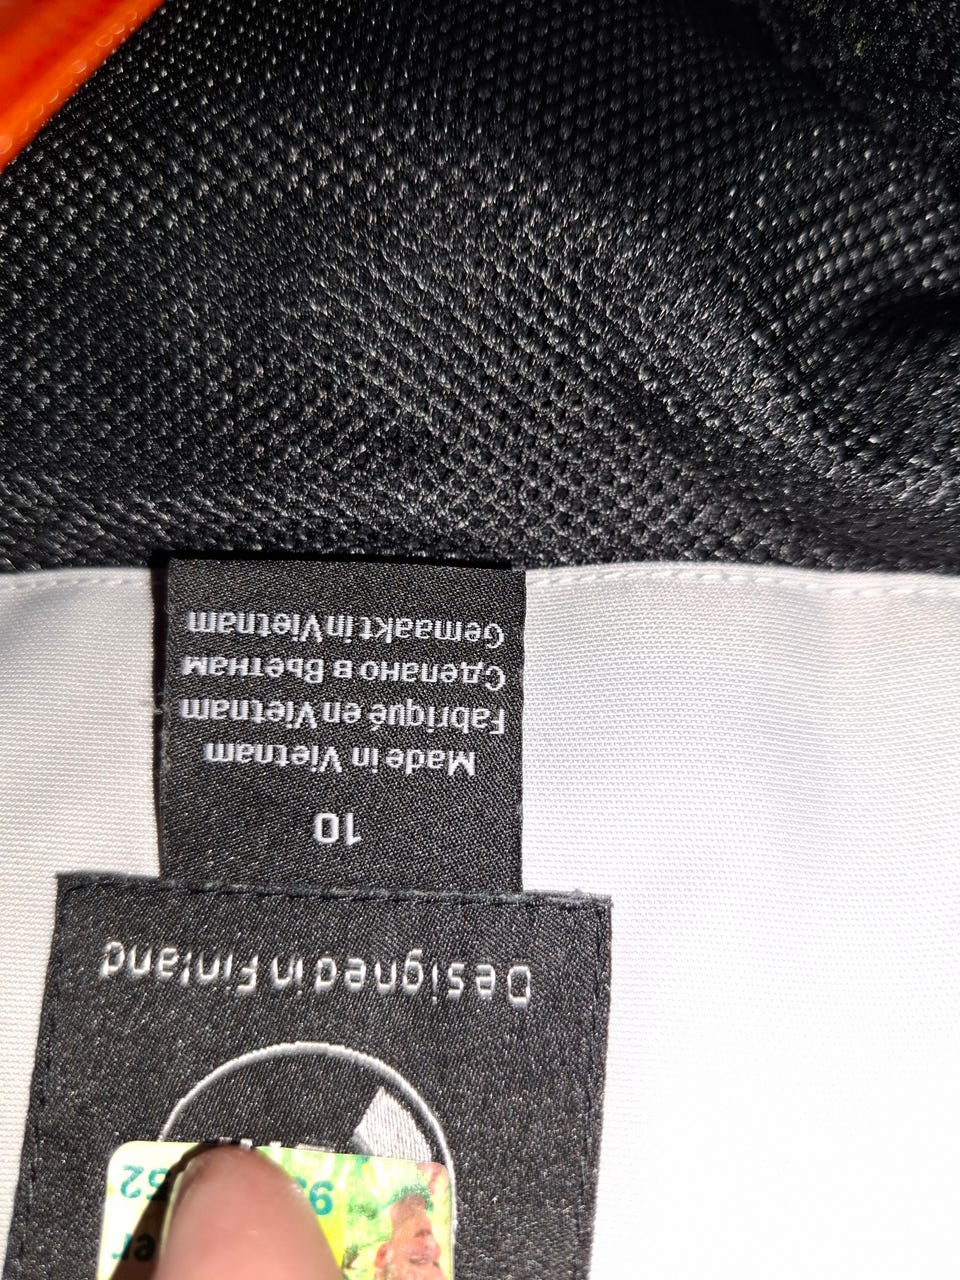 Designed in Finland
10
Made in Vietnam
Fabriqué en Vietnam
Сделано в Вьетнам
Gemaakt in Vietnam